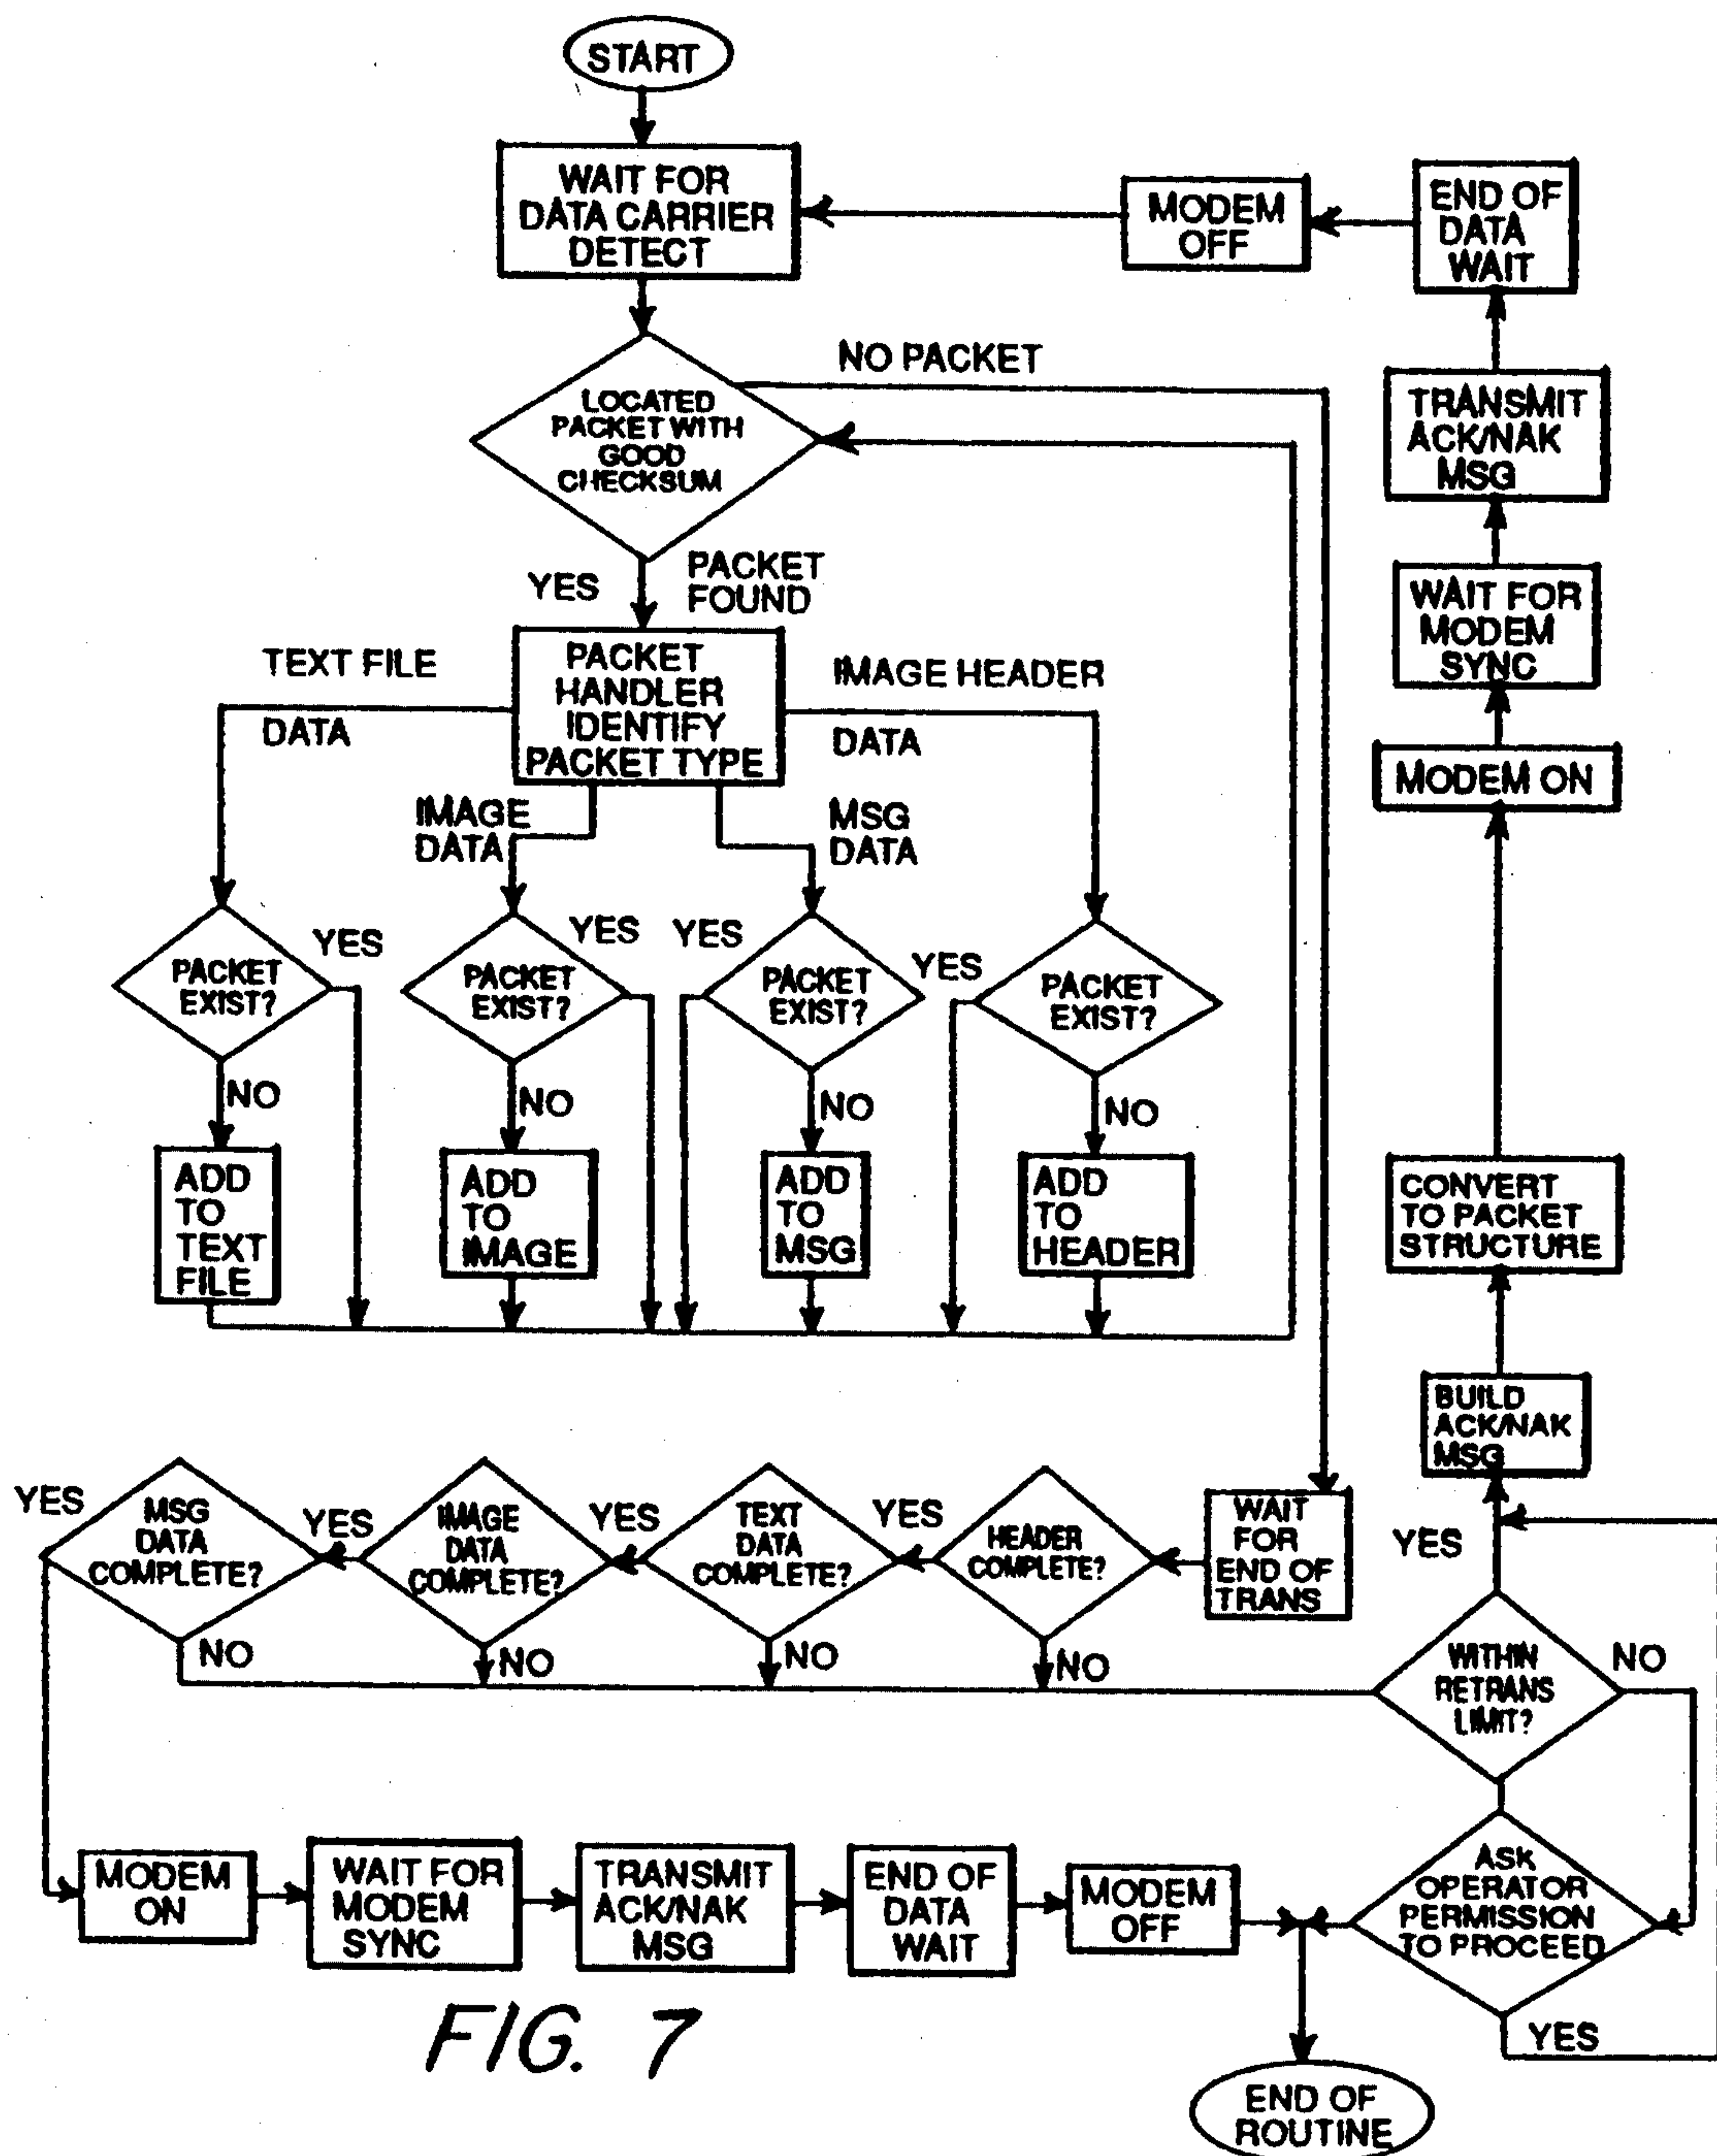 START
WAIT FOR
DATA CARRIER
DETECT
MODEM
OFF
END OF
DATA
WAIT
NO PACKET
LOCATED
PACKET WITH
GOOD
CHECKSUM
TRANSMIT
ACK/NAK
MSG
YES
PACKET
FOUND
WAIT FOR
MODEM
SYNC
TEXT FILE
DATA
PACKET
HANDLER
IDENTIFY
PACKET TYPE
IMAGE HEADER
DATA
MODEM ON
IMAGE
DATA
MSG
DATA
YES
YES
YES
YES
PACKET
EXIST?
PACKET
EXIST?
PACKET
EXIST?
PACKET
EXIST?
NO
NO
NO
NO
ADD
TO
TEXT
FILE
ADD
TO
IMAGE
ADD
TO
MSG
ADD
TO
HEADER
CONVERT
TO PACKET
STRUCTURE
BUILD
ACK/NAK
MSG
YES
MSG
DATA
COMPLETE?
YES
IMAGE
DATA
COMPLETE?
YES
TEXT
DATA
COMPLETE?
YES
HEADER
COMPLETE?
WAIT
FOR
END OF
TRANS
YES
NO
NO
NO
NO
WITHIN
RETRANS
LIMIT?
NO
MODEM
ON
WAIT FOR
MODEM
SYNC
TRANSMIT
ACK/NAK
MSG
END OF
DATA
WAIT
MODEM
OFF
ASK
OPERATOR
PERMISSION
TO PROCEED
YES
FIG. 7
END OF
ROUTINE